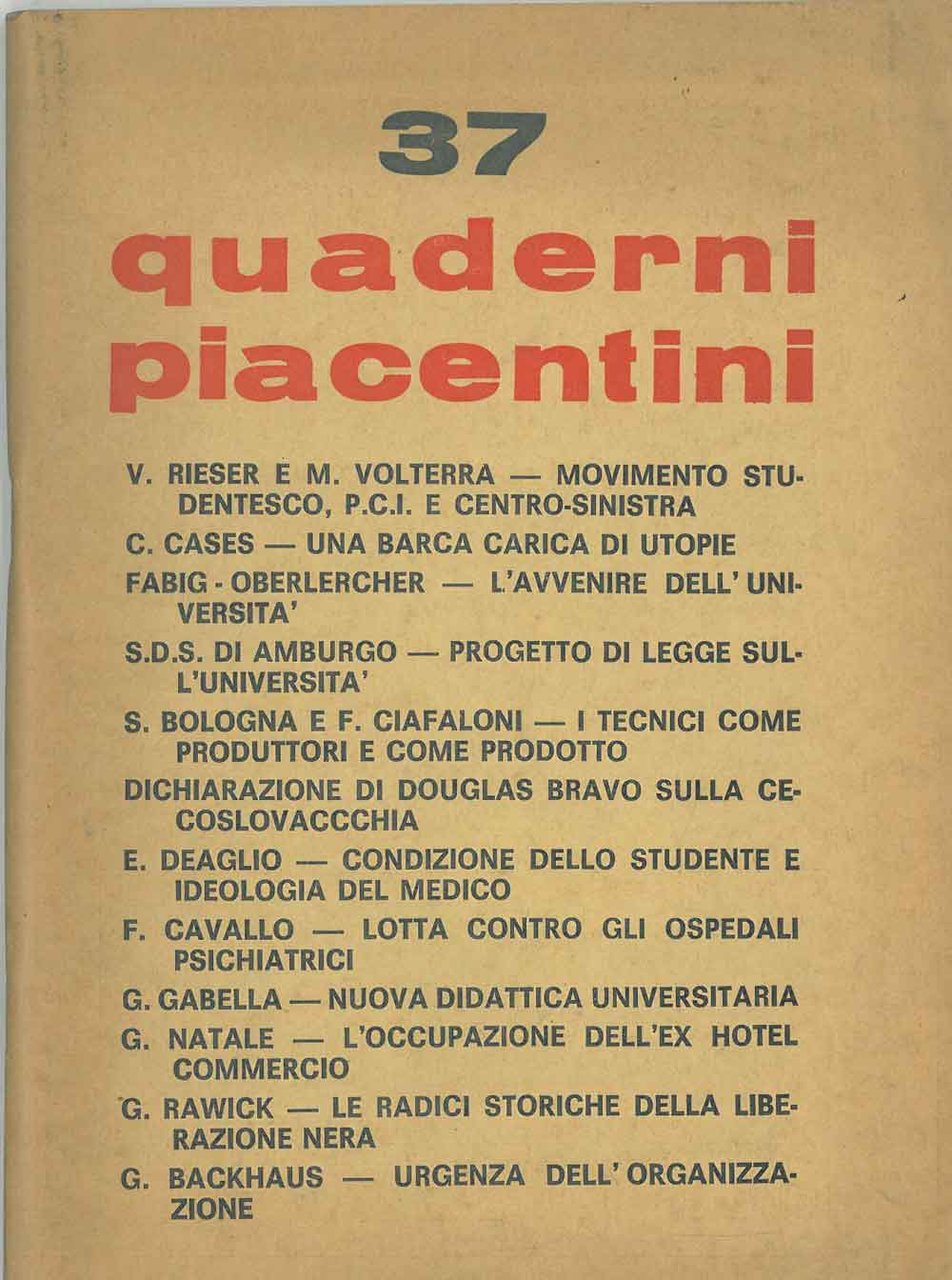 37
quaderni
piacentini
V. RIESER E M. VOLTERRA — MOVIMENTO STU-
DENTESCO, P.C.I. E CENTRO-SINISTRA
C. CASES — UNA BARCA CARICA DI UTOPIE
FABIG - OBERLERCHER — L'AVVENIRE DELL' UNI-
VERSITA'
S.D.S. DI AMBURGO — PROGETTO DI LEGGE SUL-
L'UNIVERSITA'
S. BOLOGNA E F. CIAFALONI — I TECNICI COME
PRODUTTORI E COME PRODOTTO
DICHIARAZIONE DI DOUGLAS BRAVO SULLA CE-
COSLOVACCCHIA
E. DEAGLIO — CONDIZIONE DELLO STUDENTE E
IDEOLOGIA DEL MEDICO
F. CAVALLO — LOTTA CONTRO GLI OSPEDALI
PSICHIATRICI
G. GABELLA — NUOVA DIDATTICA UNIVERSITARIA
G. NATALE — L'OCCUPAZIONE DELL'EX HOTEL
COMMERCIO
G. RAWICK — LE RADICI STORICHE DELLA LIBE-
RAZIONE NERA
G. BACKHAUS — URGENZA DELL' ORGANIZZA-
ZIONE